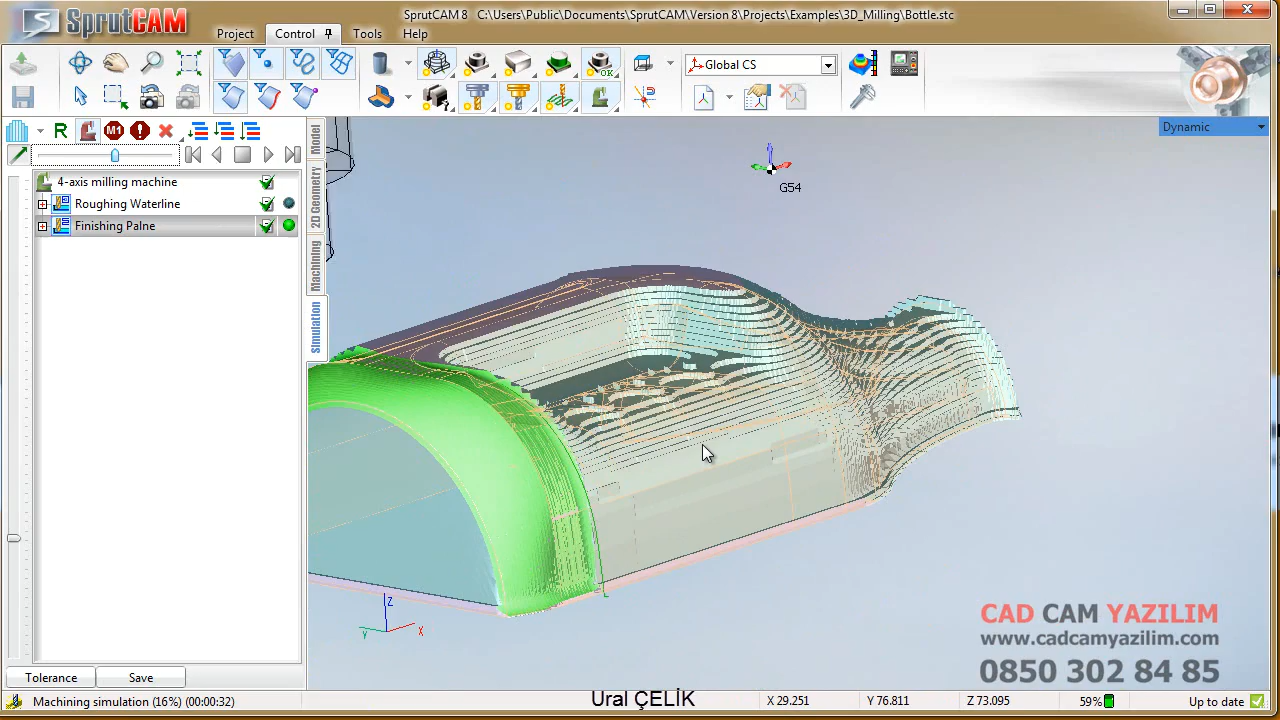 SprutCAM
SprutCAM 8    C:\Users\Public\Documents\SprutCAM\Version 8\Projects\Examples\3D_Milling\Bottle.stc
Project
Control
Tools
Help
OK
Global CS
R
M1
Dynamic
Model
2D Geometry
Machining
Simulation
4-axis milling machine
Roughing Waterline
Finishing Palne
G54
Z
Y
X
CAD CAM YAZILIM
www.cadcamyazilim.com
0850 302 84 85
Tolerance
Save
Machining simulation (16%) (00:00:32)
Ural ÇELİK
X 29.251
Y 76.811
Z 73.095
59%
Up to date